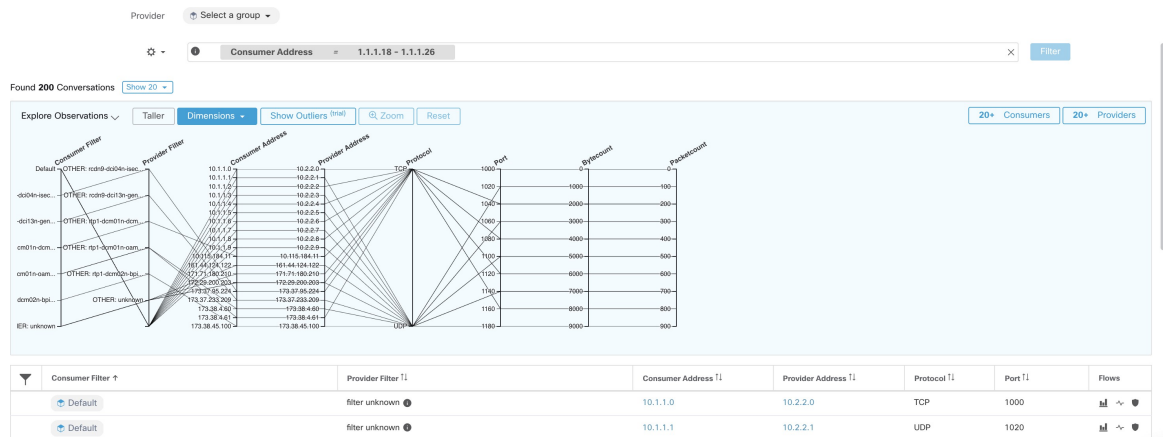 Provider Select a group
Consumer Address = 1.1.1.18 - 1.1.1.26 Filter
Found 200 Conversations Show 20
Explore Observations Taller Dimensions Show Outliers (trial) Zoom Reset 20+ Consumers 20+ Providers
Consumer Filter Provider Filter Consumer Address Provider Address Protocol Port Bytecount Packetcount
Default OTHER: rcdn9-dci04n-isec... 10.1.1.0 10.2.2.0 TCP 1000 0 0
10.1.1.1 10.2.2.1
-dci04n-isec... OTHER: rcdn9-dci13n-gen... 10.1.1.2 10.2.2.2 1020 1000 100
10.1.1.3 10.2.2.3
10.1.1.4 10.2.2.4 1040 2000 200
10.1.1.5 10.2.2.5
-dci13n-gen... OTHER: rtp1-dcm01n-dcm... 10.1.1.6 10.2.2.6 1060 3000 300
10.1.1.7 10.2.2.7
10.1.1.8 10.2.2.8 1080 4000 400
cm01n-dcm... OTHER: rtp1-dcm01n-oam... 10.1.1.9 10.2.2.9
10.115.184.11 10.115.184.11 1100 5000 500
161.44.124.122 161.44.124.122
cm01n-oam... OTHER: rtp1-dcm02n-bpi... 171.71.180.210 171.71.180.210 1120 6000 600
172.29.200.203 172.29.200.203
173.37.95.224 173.37.95.224 1140 7000 700
dcm02n-bpi... OTHER: unknown 173.37.233.209 173.37.233.209
173.38.4.60 173.38.4.60 1160 8000 800
173.38.4.61 173.38.4.61
IER: unknown 173.38.45.100 173.38.45.100 UDP 1180 9000 900
Consumer Filter Provider Filter Consumer Address Provider Address Protocol Port Flows
Default filter unknown 10.1.1.0 10.2.2.0 TCP 1000
Default filter unknown 10.1.1.1 10.2.2.1 UDP 1020